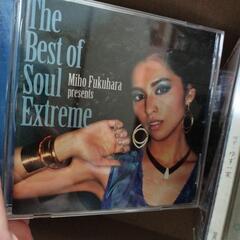 The
Best of
Soul
Miho Fukuhara
presents
Extreme